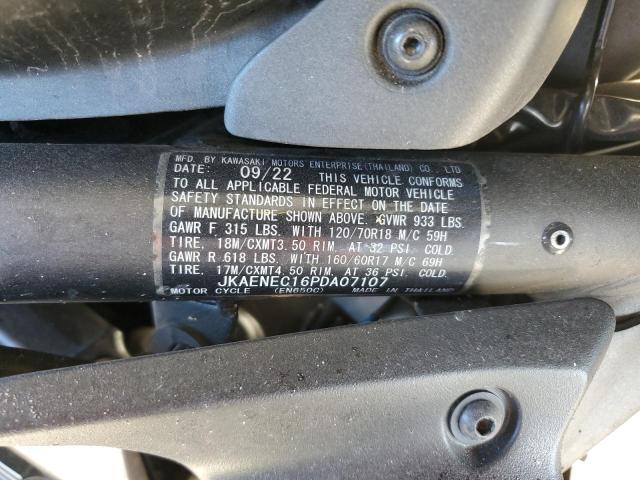 MFD. BY KAWASAKI MOTORS ENTERPRISE(THAILAND) CO., LTD
DATE: 09/22 THIS VEHICLE CONFORMS
TO ALL APPLICABLE FEDERAL MOTOR VEHICLE
SAFETY STANDARDS IN EFFECT ON THE DATE
OF MANUFACTURE SHOWN ABOVE. GVWR 933 LBS.
GAWR F 315 LBS. WITH 120/70R18 M/C 59H
TIRE, 18M/CXMT3.50 RIM. AT 32 PSI. COLD.
GAWR R 618 LBS. WITH 160/60R17 M/C 69H
TIRE. 17M/CXMT4.50 RIM. AT 36 PSI. COLD.
JKAENEC16PDA07107
MOTOR CYCLE (EN650C) MADE IN THAILAND